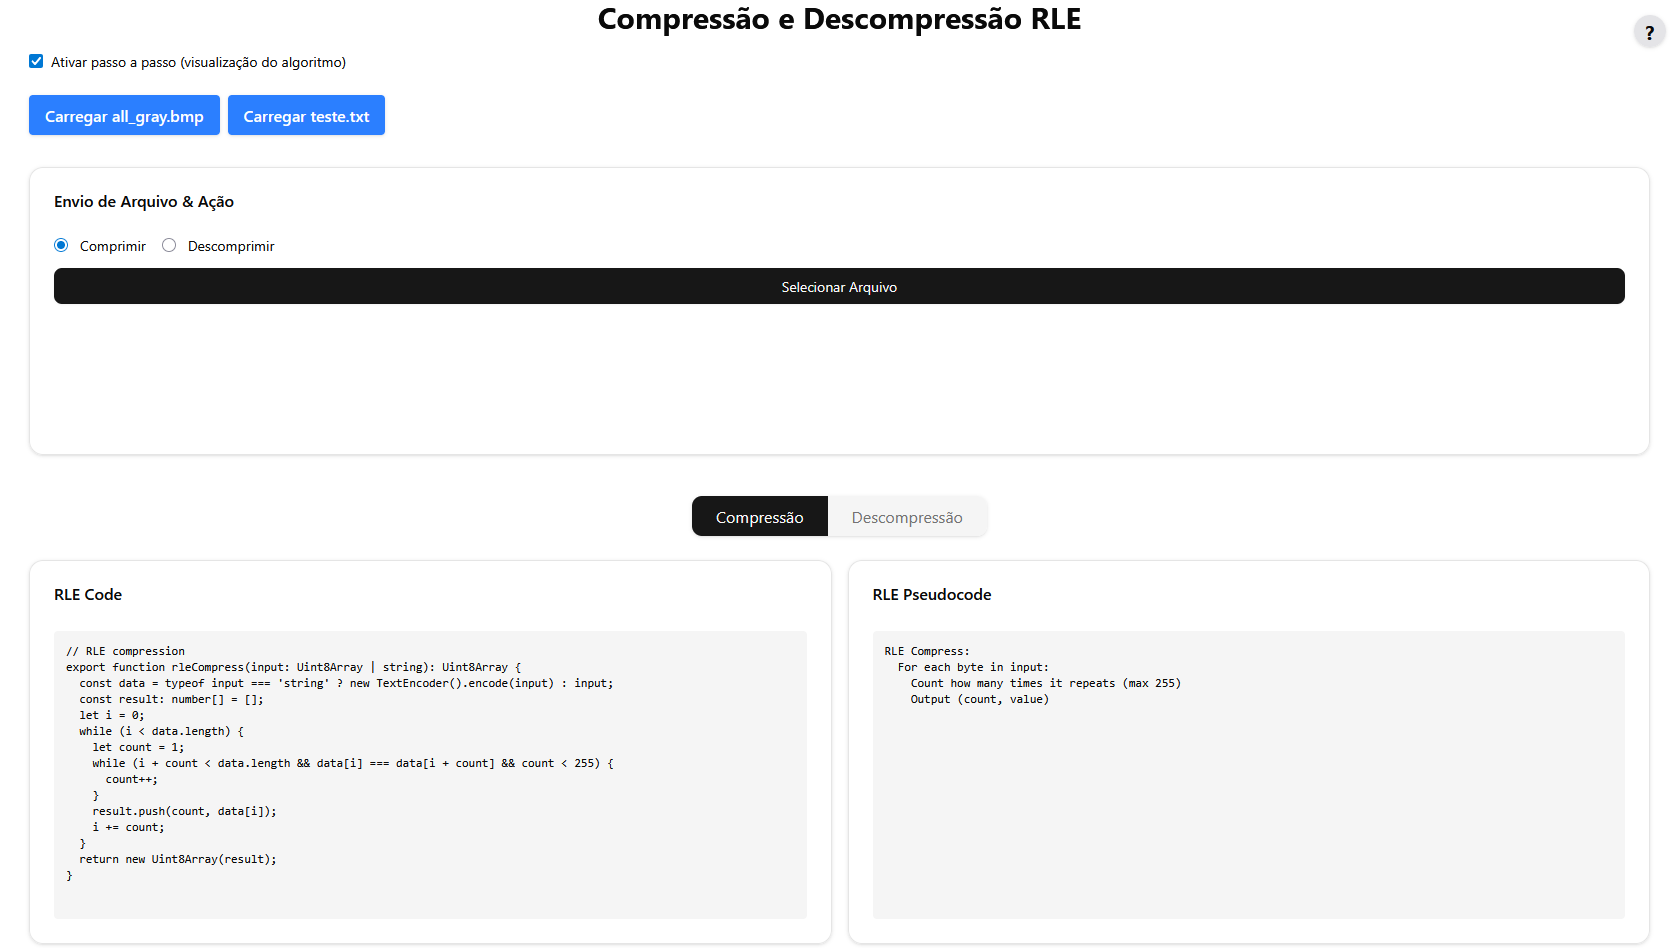 Compressão e Descompressão RLE
?
Ativar passo a passo (visualização do algoritmo)
Carregar all_gray.bmp
Carregar teste.txt
Envio de Arquivo & Ação
Comprimir
Descomprimir
Selecionar Arquivo
Compressão
Descompressão
RLE Code
// RLE compression
export function rleCompress(input: Uint8Array | string): Uint8Array {
  const data = typeof input === 'string' ? new TextEncoder().encode(input) : input;
  const result: number[] = [];
  let i = 0;
  while (i < data.length) {
    let count = 1;
    while (i + count < data.length && data[i] === data[i + count] && count < 255) {
      count++;
    }
    result.push(count, data[i]);
    i += count;
  }
  return new Uint8Array(result);
}
RLE Pseudocode
RLE Compress:
  For each byte in input:
    Count how many times it repeats (max 255)
    Output (count, value)